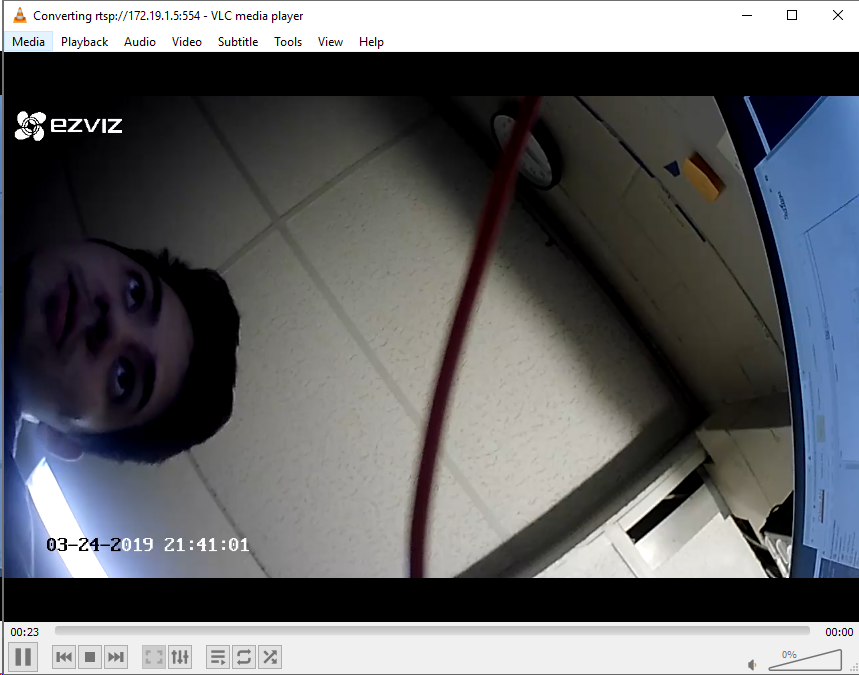 Converting rtsp://172.19.1.5:554 - VLC media player
Media Playback Audio Video Subtitle Tools View Help
ezviz
03-24-2019 21:41:01
00:23
00:00
0%